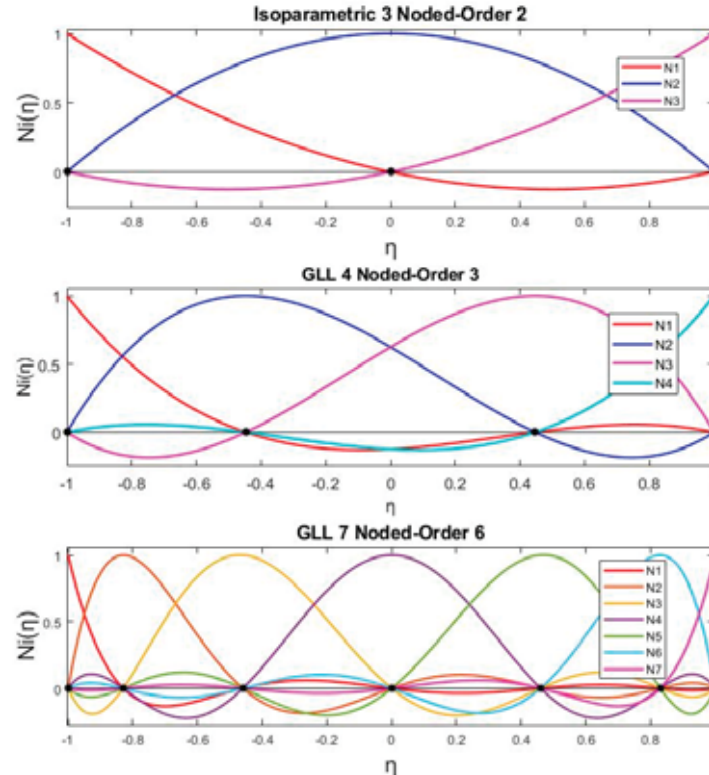 Isoparametric 3 Noded-Order 2
1
0.5
0
Ni(η)
N1
N2
N3
-1 -0.8 -0.6 -0.4 -0.2 0 0.2 0.4 0.6 0.8
η
GLL 4 Noded-Order 3
1
0.5
0
Ni(η)
N1
N2
N3
N4
-1 -0.8 -0.6 -0.4 -0.2 0 0.2 0.4 0.6 0.8
η
GLL 7 Noded-Order 6
1
0.5
0
Ni(η)
N1
N2
N3
N4
N5
N6
N7
-1 -0.8 -0.6 -0.4 -0.2 0 0.2 0.4 0.6 0.8
η